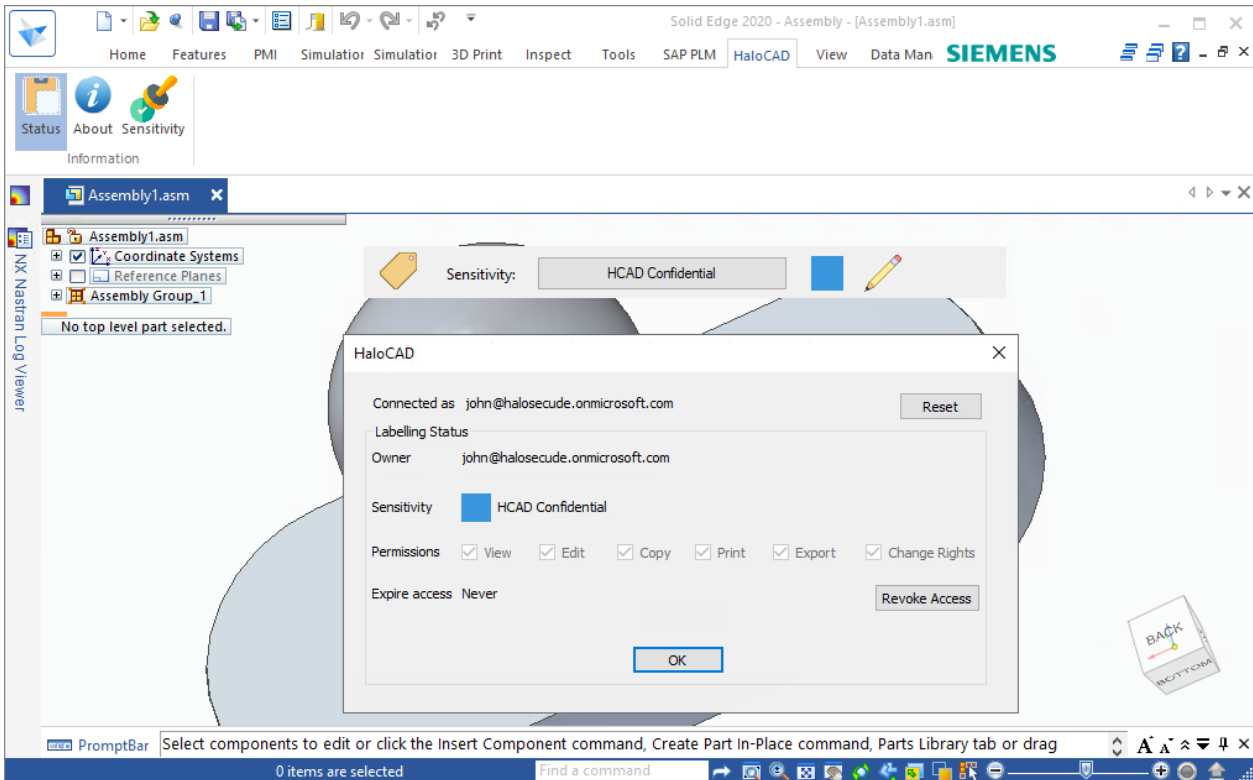 Solid Edge 2020 - Assembly - [Assembly1.asm]
Home Features PMI Simulation Simulation 3D Print Inspect Tools SAP PLM HaloCAD View Data Man SIEMENS
Status About Sensitivity
Information
Assembly1.asm
Assembly1.asm
Coordinate Systems
Reference Planes
Assembly Group_1
No top level part selected.
NX Nastran Log Viewer
Sensitivity: HCAD Confidential
HaloCAD
Connected as john@halosecude.onmicrosoft.com Reset
Labelling Status
Owner john@halosecude.onmicrosoft.com
Sensitivity HCAD Confidential
Permissions View Edit Copy Print Export Change Rights
Expire access Never Revoke Access
OK
BACK
BOTTOM
PromptBar Select components to edit or click the Insert Component command, Create Part In-Place command, Parts Library tab or drag
0 items are selected Find a command